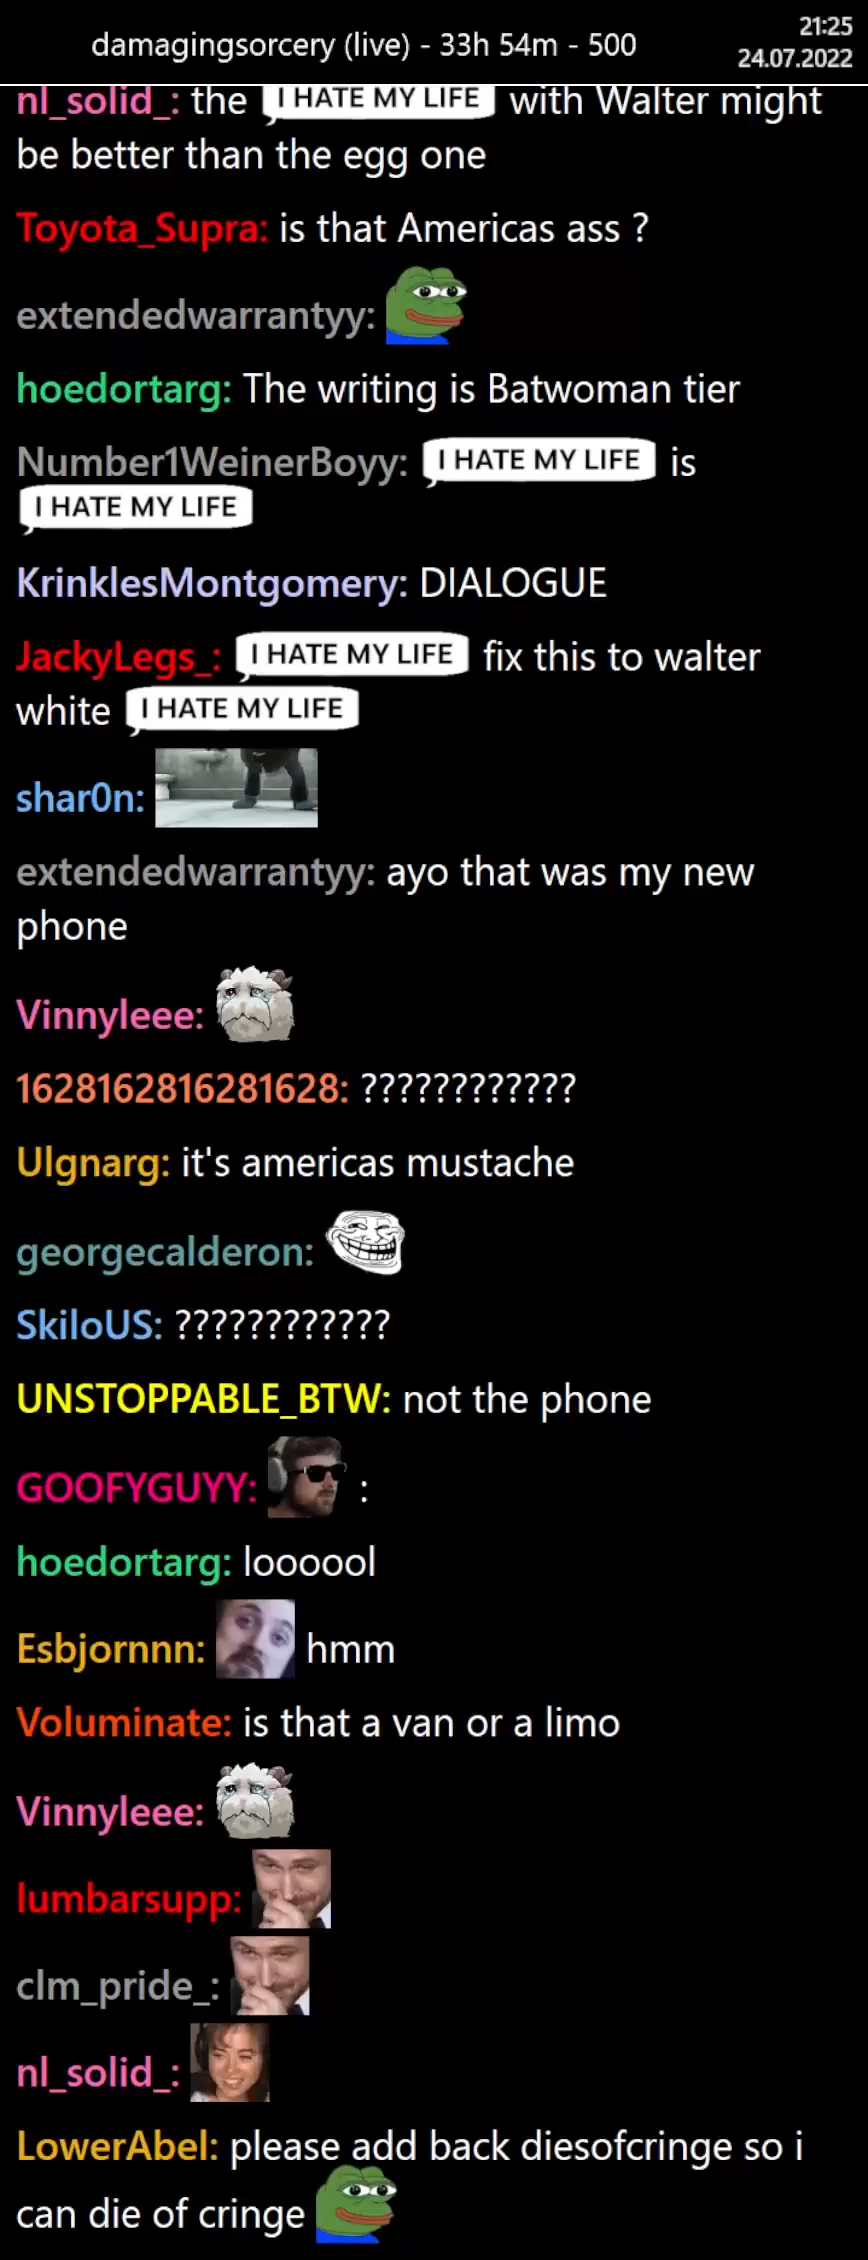 damagingsorcery (live) - 33h 54m - 500
21:25
24.07.2022
nl_solid_: the I HATE MY LIFE with Walter might
be better than the egg one
Toyota_Supra: is that Americas ass ?
extendedwarrantyy:
hoedortarg: The writing is Batwoman tier
Number1WeinerBoyy: I HATE MY LIFE is
I HATE MY LIFE
KrinklesMontgomery: DIALOGUE
JackyLegs_: I HATE MY LIFE fix this to walter
white I HATE MY LIFE
shar0n:
extendedwarrantyy: ayo that was my new
phone
Vinnyleee:
1628162816281628: ????????????
Ulgnarg: it's americas mustache
georgecalderon:
SkiloUS: ????????????
UNSTOPPABLE_BTW: not the phone
GOOFYGUYY: :
hoedortarg: loooool
Esbjornnn: hmm
Voluminate: is that a van or a limo
Vinnyleee:
lumbarsupp:
clm_pride_:
nl_solid_:
LowerAbel: please add back diesofcringe so i
can die of cringe